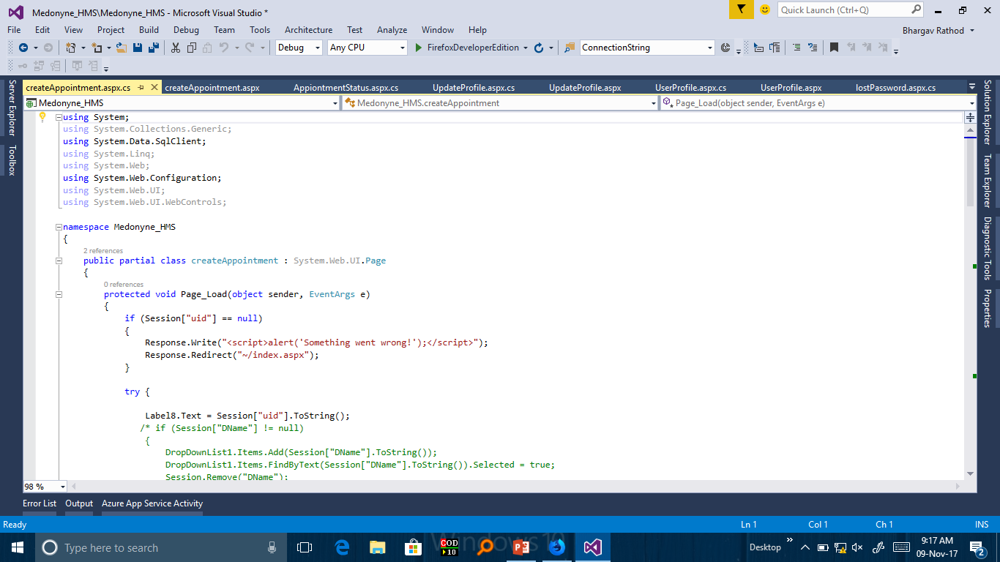 Medonyne_HMS\Medonyne_HMS - Microsoft Visual Studio *
Quick Launch (Ctrl+Q)
File Edit View Project Build Debug Team Tools Architecture Test Analyze Window Help
Bhargav Rathod
Debug Any CPU FirefoxDeveloperEdition ConnectionString
createAppointment.aspx.cs createAppointment.aspx AppiontmentStatus.aspx.cs UpdateProfile.aspx.cs UpdateProfile.aspx UserProfile.aspx.cs UserProfile.aspx lostPassword.aspx.cs
Medonyne_HMS Medonyne_HMS.createAppointment Page_Load(object sender, EventArgs e)
Server Explorer
Toolbox
using System;
using System.Collections.Generic;
using System.Data.SqlClient;
using System.Linq;
using System.Web;
using System.Web.Configuration;
using System.Web.UI;
using System.Web.UI.WebControls;
namespace Medonyne_HMS
{
2 references
public partial class createAppointment : System.Web.UI.Page
{
0 references
protected void Page_Load(object sender, EventArgs e)
{
if (Session["uid"] == null)
{
Response.Write("<script>alert('Something went wrong!');</script>");
Response.Redirect("~/index.aspx");
}
try {
Label8.Text = Session["uid"].ToString();
/* if (Session["DName"] != null)
{
DropDownList1.Items.Add(Session["DName"].ToString());
DropDownList1.Items.FindByText(Session["DName"].ToString()).Selected = true;
Session.Remove("DName");
Solution Explorer
Team Explorer
Diagnostic Tools
Properties
98 %
Error List Output Azure App Service Activity
Ready Ln 1 Col 1 Ch 1 INS
Type here to search
COD
10
Windows 10
Desktop
9:17 AM
09-Nov-17
2